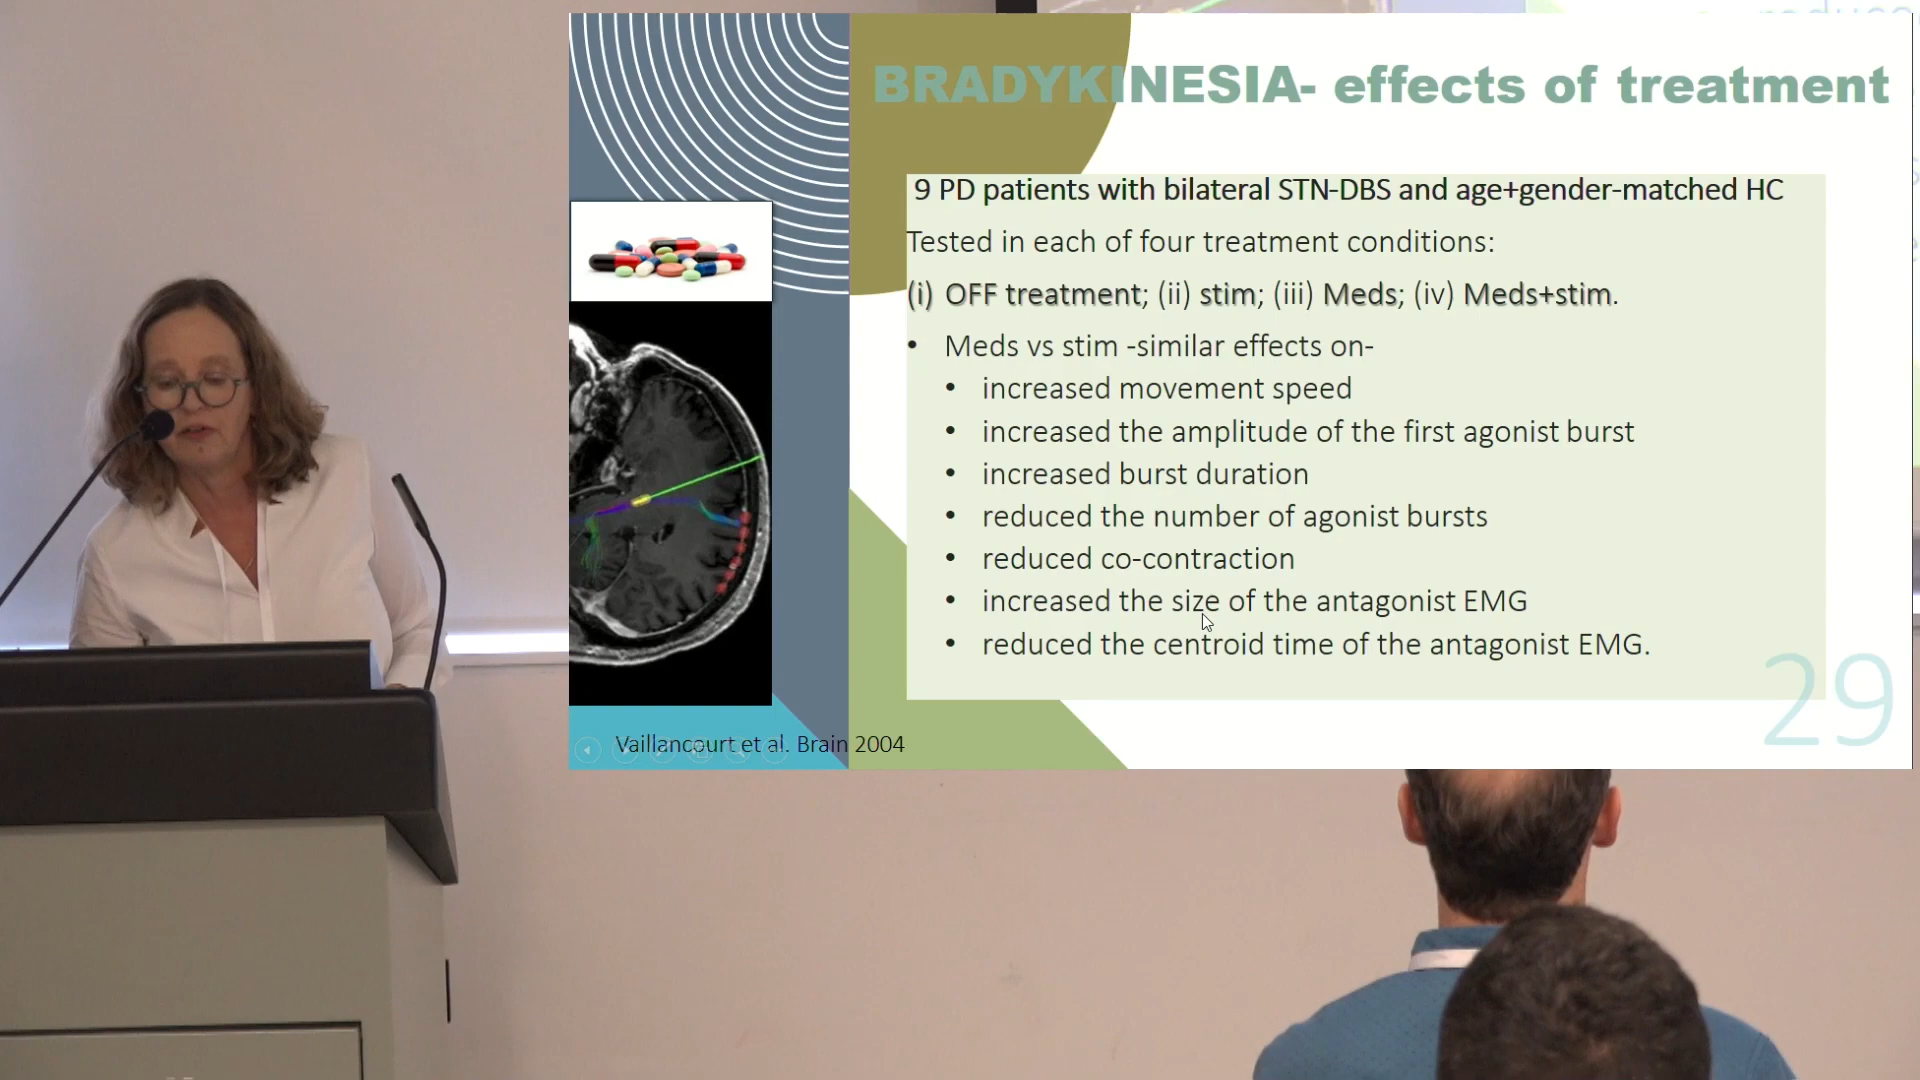 BRADYKINESIA- effects of treatment
9 PD patients with bilateral STN-DBS and age+gender-matched HC
Tested in each of four treatment conditions:
(i) OFF treatment; (ii) stim; (iii) Meds; (iv) Meds+stim.
• Meds vs stim -similar effects on-
• increased movement speed
• increased the amplitude of the first agonist burst
• increased burst duration
• reduced the number of agonist bursts
• reduced co-contraction
• increased the size of the antagonist EMG
• reduced the centroid time of the antagonist EMG.
29
Vaillancourt et al. Brain 2004